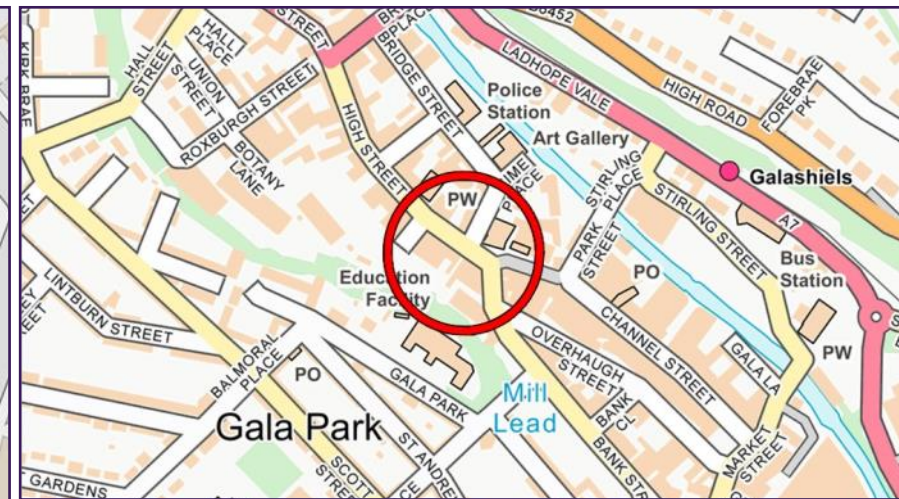 B6452
KIRK BRAE
HALL
STREET
HALL
PLACE
UNION
STREET
ROXBURGH STREET
BOTANY
LANE
STREET
PLACE
BRIDGE STREET
HIGH STREET
Police
Station
LADHOPE VALE
HIGH ROAD
FOREBRAE
PK
Art Gallery
Galashiels
PW
PLACE
STIRLING
PLACE
PARK
STREET
STIRLING STREET
A7
Bus
Station
PO
Education
Facility
LINTBURN STREET
BALMORAL
PLACE
PO
GALA PARK
OVERHAUGH
STREET
CHANNEL STREET
GALA LA
PW
Mill
Lead
BANK
CL
MARKET
STREET
Gala Park
BANK
GARDENS
SCOTT